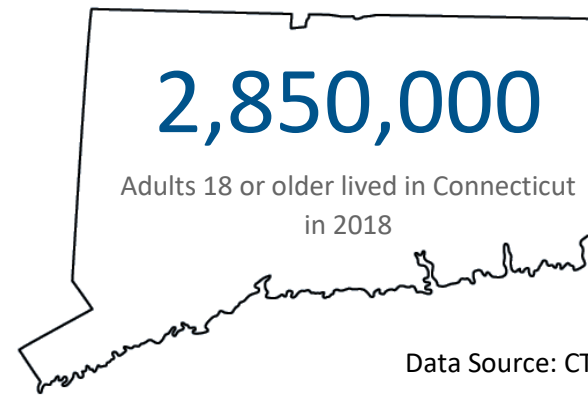 2,850,000
Adults 18 or older lived in Connecticut
in 2018
Data Source: CT